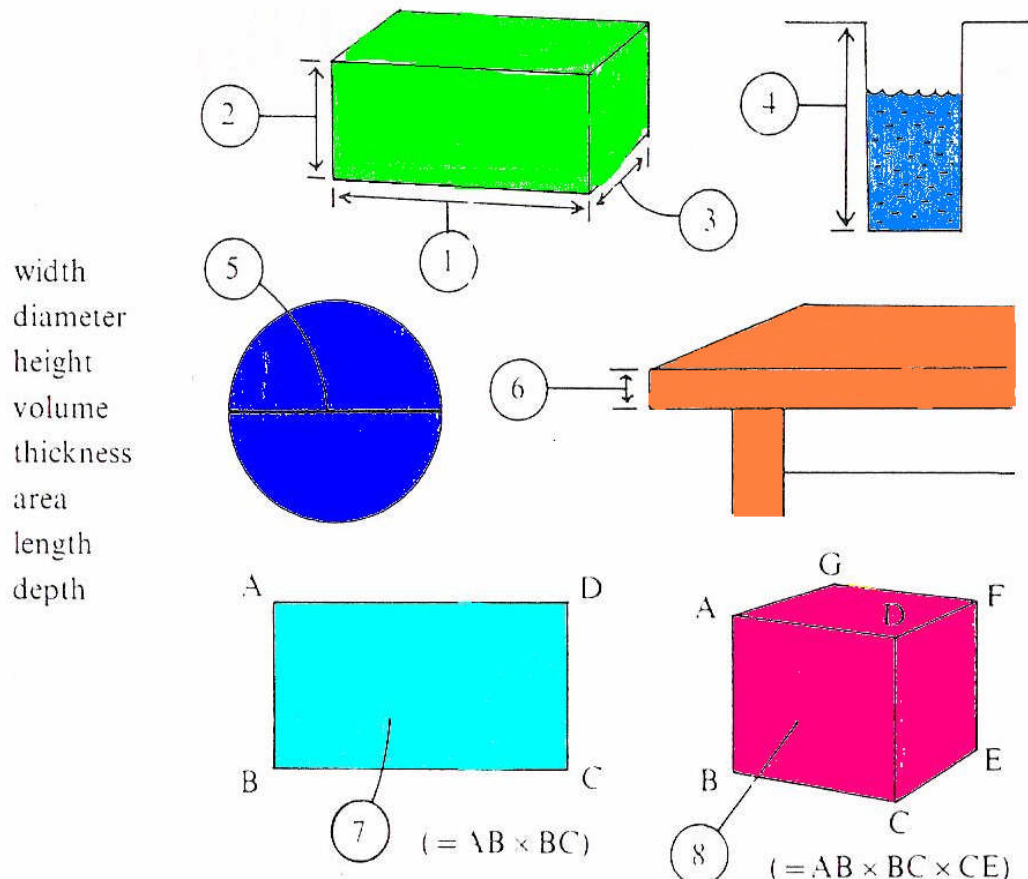 2
4
3
1
width
diameter
height
volume
thickness
area
length
depth
5
6
A D
B C
7
(= AB × BC)
G
A D F
B E
C
8
(= AB × BC × CE)